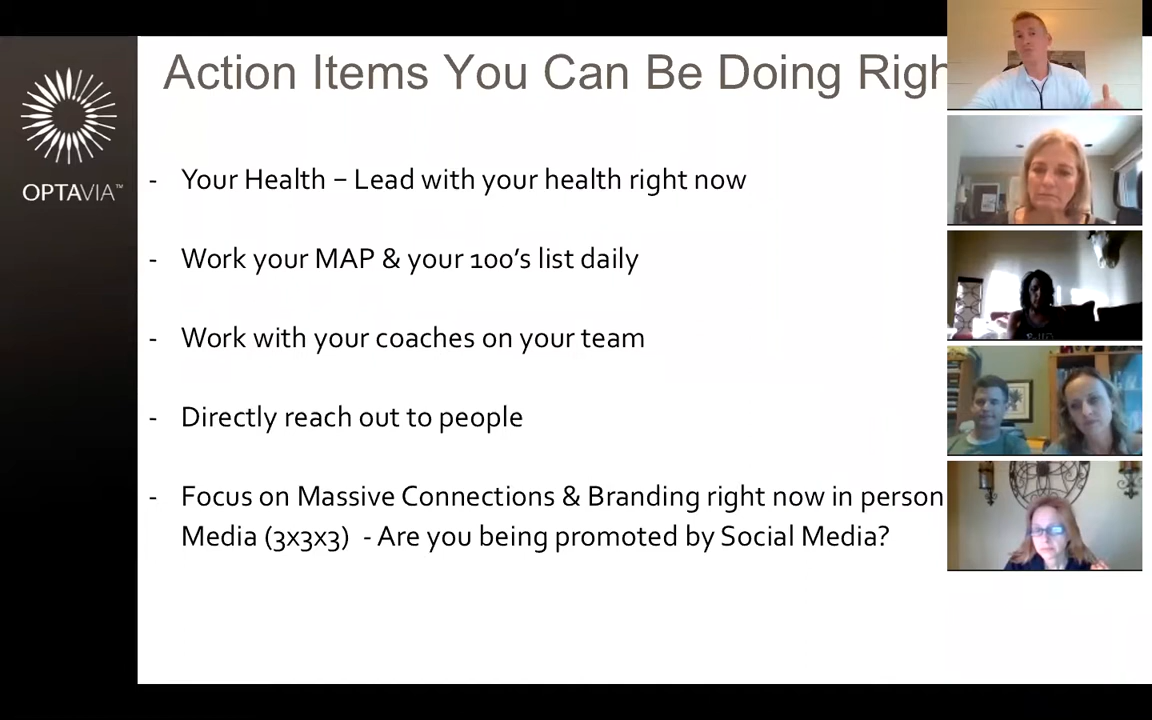 Action Items You Can Be Doing Righ
OPTAVIA™
- Your Health – Lead with your health right now
- Work your MAP & your 100's list daily
- Work with your coaches on your team
- Directly reach out to people
- Focus on Massive Connections & Branding right now in person
Media (3x3x3) - Are you being promoted by Social Media?